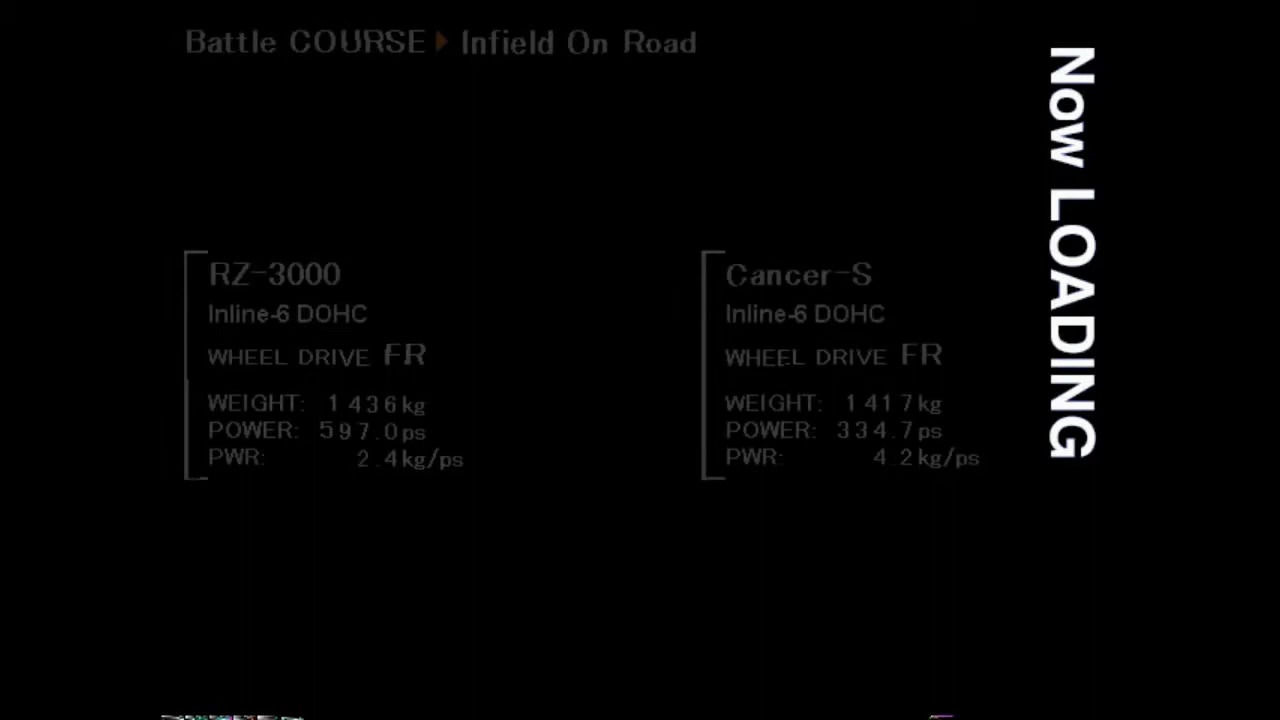 Battle COURSE Infield On Road
Now LOADING
RZ-3000
Inline-6 DOHC
WHEEL DRIVE FR
WEIGHT: 1436kg
POWER: 597.0ps
PWR: 2.4kg/ps
Cancer-S
Inline-6 DOHC
WHEEL DRIVE FR
WEIGHT: 1417kg
POWER: 334.7ps
PWR: 4.2kg/ps